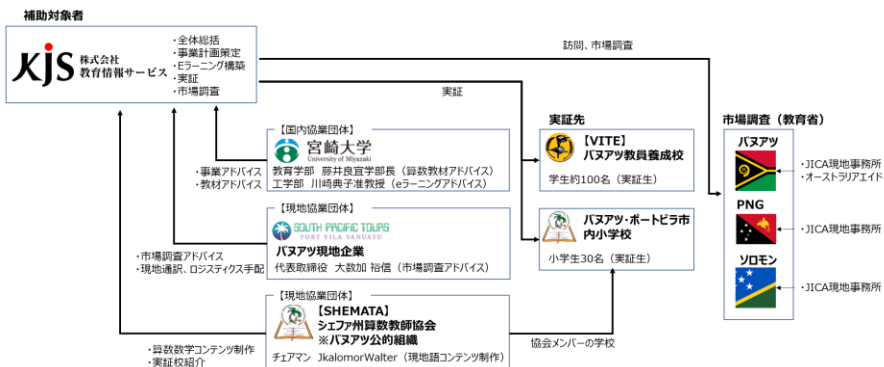 補助対象者
KJS 株式会社
教育情報サービス
・全体総括
・事業計画策定
・Eラーニング構築
・実証
・市場調査
訪問、市場調査
実証
【国内協業団体】
宮崎大学
University of Miyazaki
教育学部 藤井良宜学部長（算数教材アドバイス）
工学部 川崎典子准教授（eラーニングアドバイス）
・事業アドバイス
・教材アドバイス
【現地協業団体】
SOUTH PACIFIC TOURS
PORT VILA VANUATU
バヌアツ現地企業
代表取締役 大数加 裕信（市場調査アドバイス）
・市場調査アドバイス
・現地通訳、ロジスティクス手配
【現地協業団体】
【SHEMATA】
シェファ州算数教師協会
※バヌアツ公的組織
チェアマン JkalomorWalter（現地語コンテンツ制作）
・算数数学コンテンツ制作
・実証校紹介
協会メンバーの学校
実証先
【VITE】
バヌアツ教員養成校
学生約100名（実証生）
バヌアツ・ポートビラ市
内小学校
小学生30名（実証生）
市場調査（教育省）
バヌアツ
・JICA現地事務所
・オーストラリアエイド
PNG
・JICA現地事務所
ソロモン
・JICA現地事務所